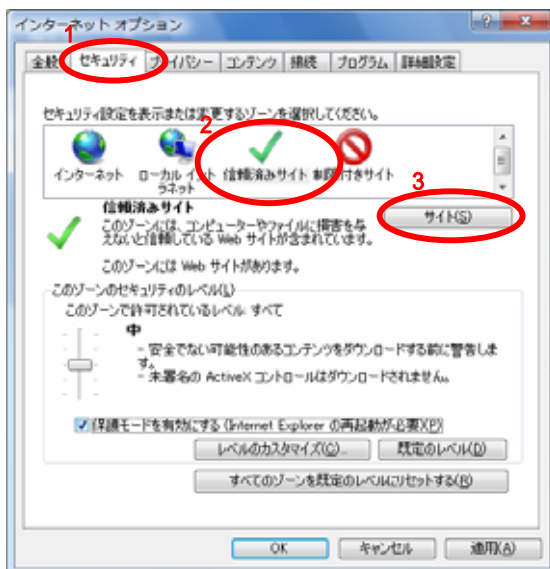 インターネット オプション
1
全般 セキュリティ プライバシー コンテンツ 接続 プログラム 詳細設定
セキュリティ設定を表示または変更するゾーンを選択してください。
2
インターネット ローカル イントラネット 信頼済みサイト 制限付きサイト
3
信頼済みサイト
サイト(S)
このゾーンには、コンピューターやファイルに損害を与
えないと信頼している Web サイトが含まれています。
このゾーンには Web サイトがあります。
このゾーンのセキュリティのレベル(L)
このゾーンで許可されているレベル: すべて
中
- 安全でない可能性のあるコンテンツをダウンロードする前に警告しま
す。
- 未署名の ActiveX コントロールはダウンロードされません。
保護モードを有効にする (Internet Explorer の再起動が必要)(P)
レベルのカスタマイズ(C)... 既定のレベル(D)
すべてのゾーンを既定のレベルにリセットする(R)
OK キャンセル 適用(A)